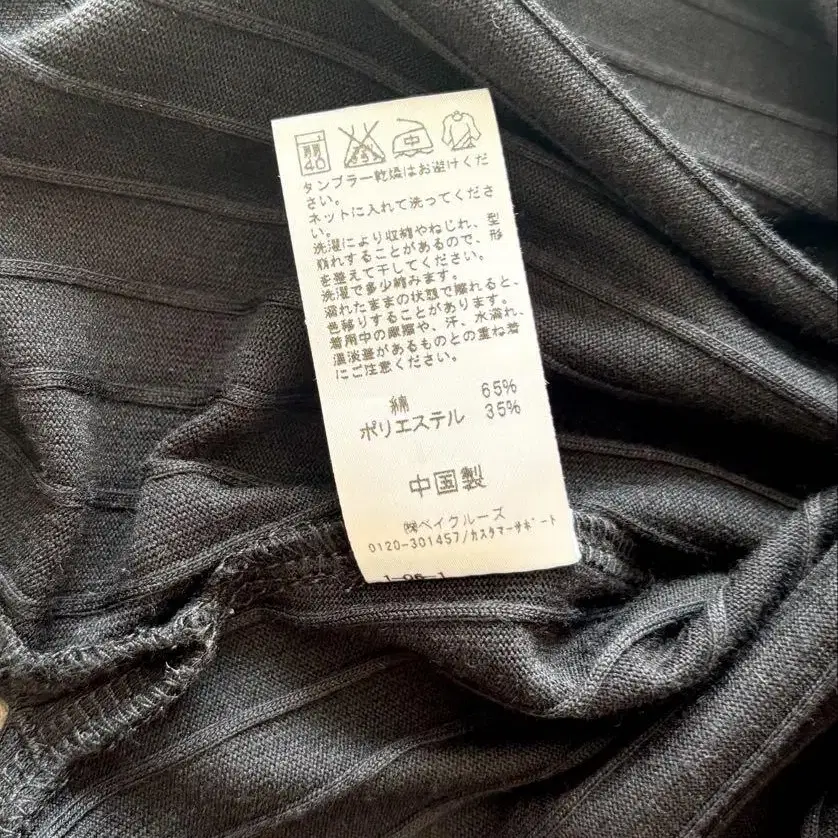 40
中
タンブラー乾燥はお避けくだ
さい。
ネットに入れて洗ってくださ
い。
洗濯により収縮やねじれ、型
崩れすることがあるので、形
を整えて干してください。
洗濯で多少縮みます。
濡れたままの状態で擦れると、
色移りすることがあります。
着用中の摩擦や、汗、水濡れ、
濃淡差があるものとの重ね着
にご注意ください。
綿 65%
ポリエステル 35%
中国製
㈱ベイクルーズ
0120-301457/カスタマーサポート